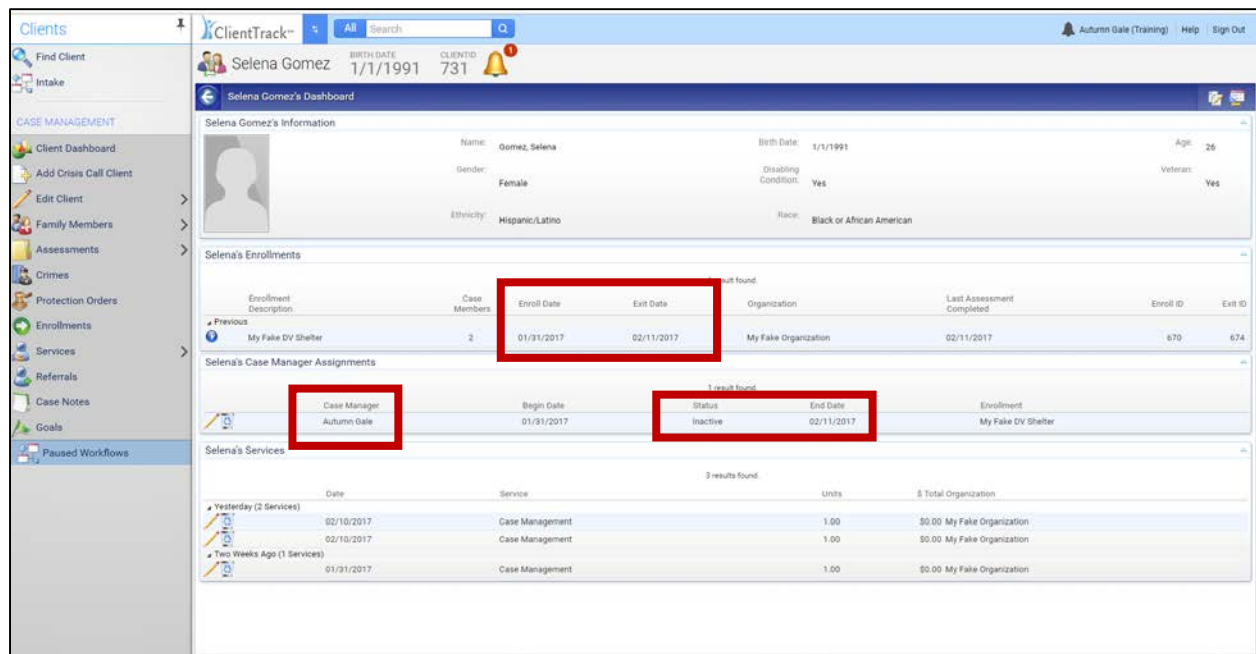 Clients
Find Client
Intake
CASE MANAGEMENT
Client Dashboard
Add Crisis Call Client
Edit Client
Family Members
Assessments
Crimes
Protection Orders
Enrollments
Services
Referrals
Case Notes
Goals
Paused Workflows
ClientTrack™ All Search Autumn Gale (Training) Help Sign Out
Selena Gomez BIRTH DATE 1/1/1991 CLIENTID 731 1
Selena Gomez's Dashboard
Selena Gomez's Information
Name: Gomez, Selena Birth Date: 1/1/1991 Age: 26
Gender: Female Disabling Condition: Yes Veteran: Yes
Ethnicity: Hispanic/Latino Race: Black or African American
Selena's Enrollments
result found.
Enrollment Description Case Members Enroll Date Exit Date Organization Last Assessment Completed Enroll ID Exit ID
Previous
My Fake DV Shelter 2 01/31/2017 02/11/2017 My Fake Organization 02/11/2017 670 674
Selena's Case Manager Assignments
1 result found.
Case Manager Begin Date Status End Date Enrollment
Autumn Gale 01/31/2017 Inactive 02/11/2017 My Fake DV Shelter
Selena's Services
3 results found.
Date Service Units $ Total Organization
Yesterday (2 Services)
02/10/2017 Case Management 1.00 $0.00 My Fake Organization
02/10/2017 Case Management 1.00 $0.00 My Fake Organization
Two Weeks Ago (1 Services)
01/31/2017 Case Management 1.00 $0.00 My Fake Organization